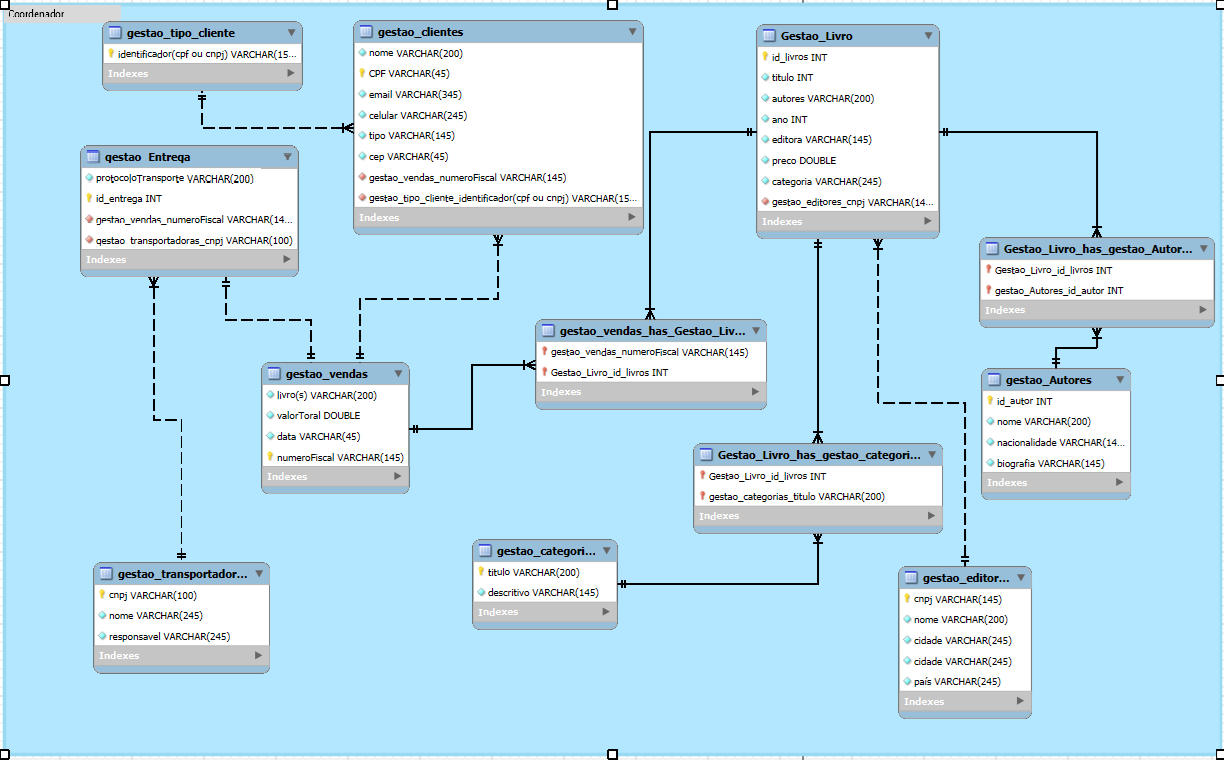 Coordenador
gestao_tipo_cliente
identificador(cpf ou cnpj) VARCHAR(15...
Indexes
gestao_clientes
nome VARCHAR(200)
CPF VARCHAR(45)
email VARCHAR(345)
celular VARCHAR(245)
tipo VARCHAR(145)
cep VARCHAR(45)
gestao_vendas_numeroFiscal VARCHAR(145)
gestao_tipo_cliente_identificador(cpf ou cnpj) VARCHAR(15...
Indexes
Gestao_Livro
id_livros INT
titulo INT
autores VARCHAR(200)
ano INT
editora VARCHAR(145)
preco DOUBLE
categoria VARCHAR(245)
gestao_editores_cnpj VARCHAR(14...
Indexes
gestao_Entrega
protocoloTransporte VARCHAR(200)
id_entrega INT
gestao_vendas_numeroFiscal VARCHAR(14...
gestao_transportadoras_cnpj VARCHAR(100)
Indexes
Gestao_Livro_has_gestao_Autor...
Gestao_Livro_id_livros INT
gestao_Autores_id_autor INT
Indexes
gestao_vendas_has_Gestao_Liv...
gestao_vendas_numeroFiscal VARCHAR(145)
Gestao_Livro_id_livros INT
Indexes
gestao_vendas
livro(s) VARCHAR(200)
valorToral DOUBLE
data VARCHAR(45)
numeroFiscal VARCHAR(145)
Indexes
gestao_Autores
id_autor INT
nome VARCHAR(200)
nacionalidade VARCHAR(14...
biografia VARCHAR(145)
Indexes
Gestao_Livro_has_gestao_categori...
Gestao_Livro_id_livros INT
gestao_categorias_titulo VARCHAR(200)
Indexes
gestao_categori...
titulo VARCHAR(200)
descritivo VARCHAR(145)
Indexes
gestao_transportador...
cnpj VARCHAR(100)
nome VARCHAR(245)
responsavel VARCHAR(245)
Indexes
gestao_editor...
cnpj VARCHAR(145)
nome VARCHAR(200)
cidade VARCHAR(245)
cidade VARCHAR(245)
país VARCHAR(245)
Indexes